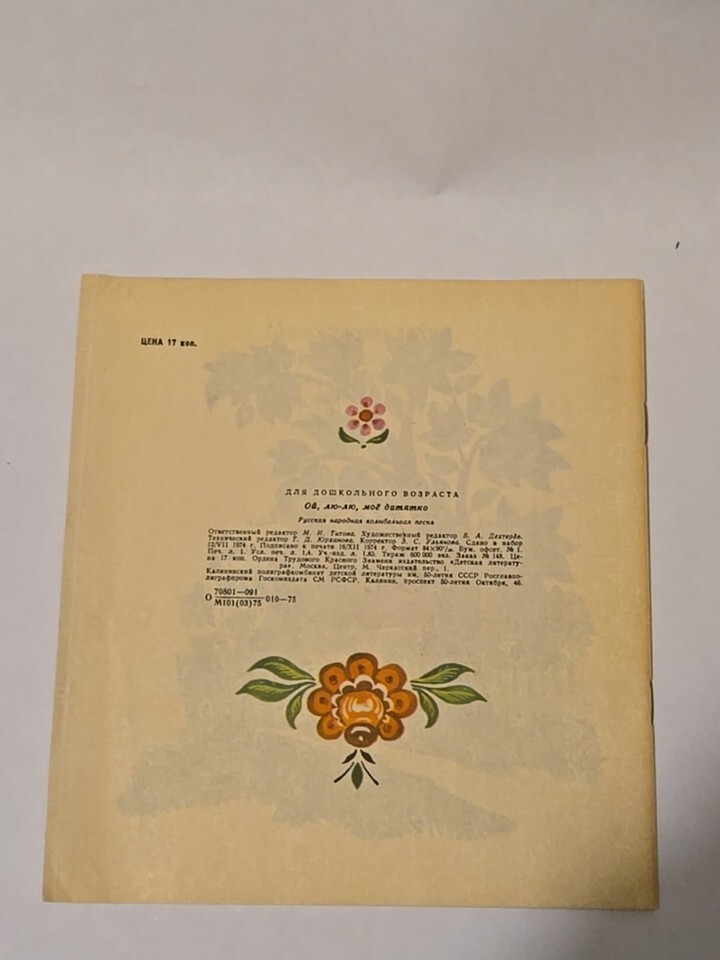 ЦЕНА 17 коп.
ДЛЯ ДОШКОЛЬНОГО ВОЗРАСТА
Ой, лю-лю, моё дитятко
Русская народная колыбельная песня
Ответственный редактор М. И. Титова. Художественный редактор Б. А. Дехтерёв.
Технический редактор Т. Д. Юрханова. Корректор Э. С. Ульянова. Сдано в набор
12/VII 1974 г. Подписано к печати 16/XII 1974 г. Формат 84×90¹/₈. Бум. офсет. № 1.
Печ. л. 1. Усл. печ. л. 1,4. Уч.-изд. л. 1,83. Тираж 600 000 экз. Заказ № 148. Це-
на 17 коп. Ордена Трудового Красного Знамени издательство «Детская литерату-
ра». Москва, Центр, М. Черкасский пер., 1.
Калининский полиграфкомбинат детской литературы им. 50-летия СССР Росглавпо-
лиграфпрома Госкомиздата СМ РСФСР. Калинин, проспект 50-летия Октября, 46.
О 70801—091
М101(03)75 010—75